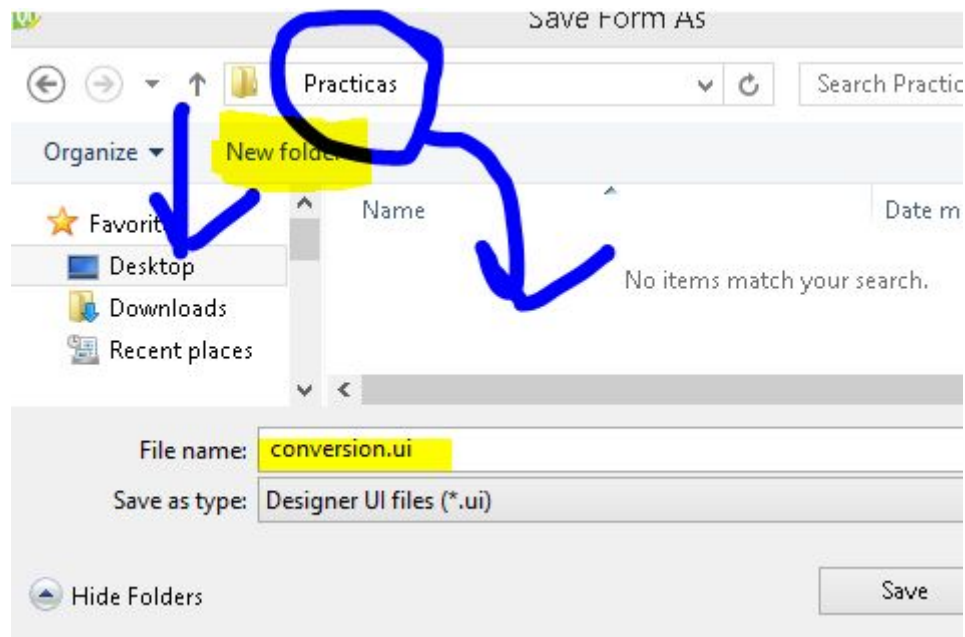 Save Form As
Practicas
Search Practic
Organize
New folder
Name
Date m
Favorit
Desktop
No items match your search.
Downloads
Recent places
File name: conversion.ui
Save as type: Designer UI files (*.ui)
Hide Folders
Save